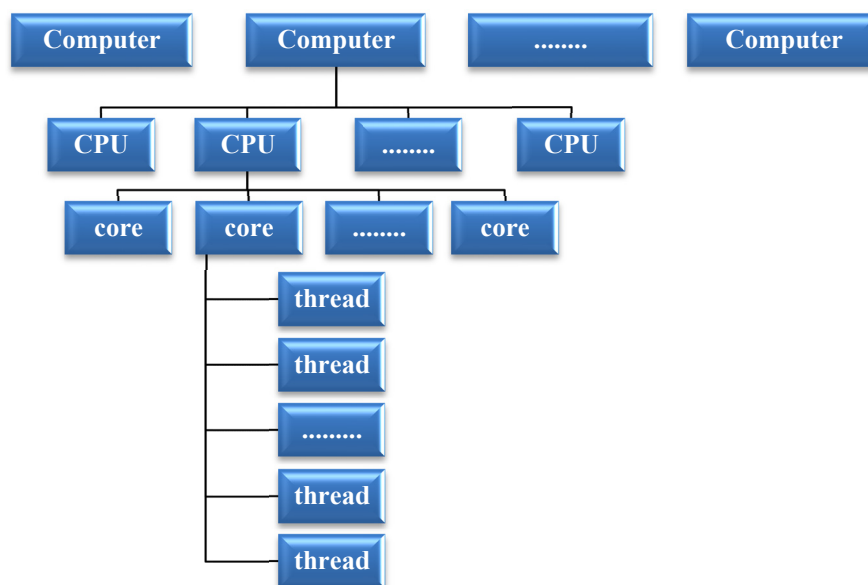 Computer
Computer
........
Computer
CPU
CPU
........
CPU
core
core
........
core
thread
thread
.........
thread
thread